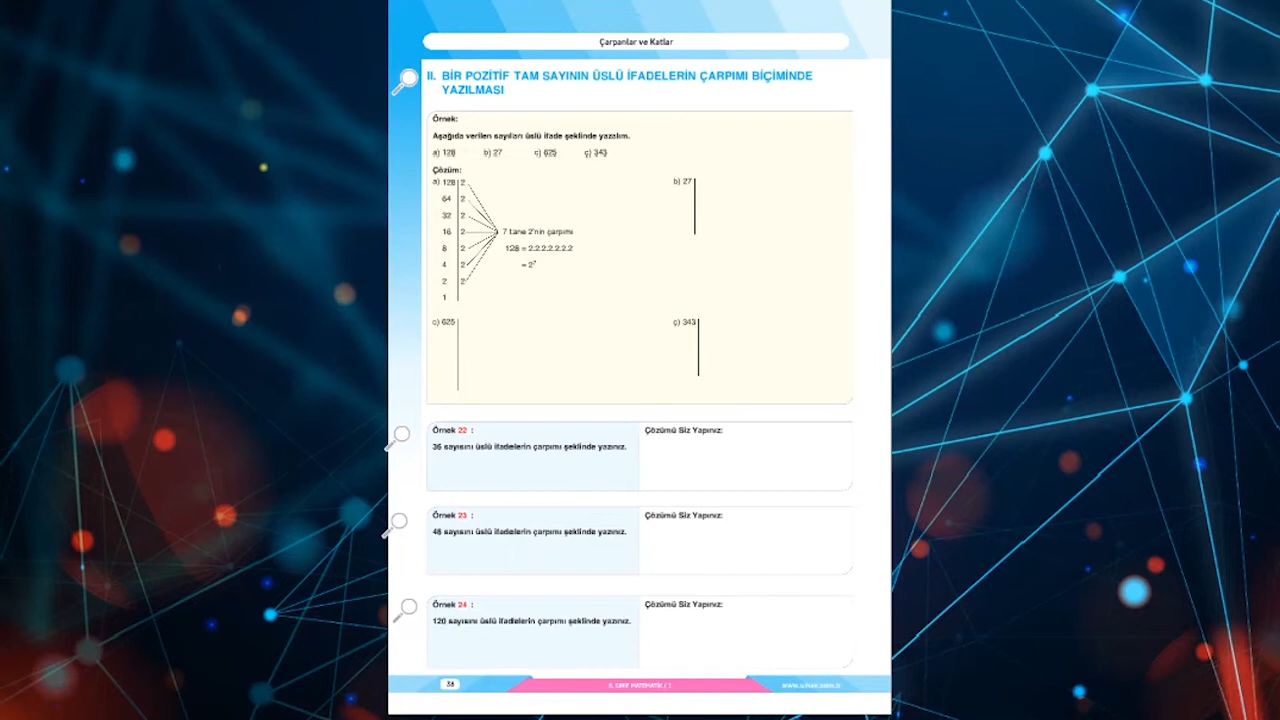 Çarpanlar ve Katlar
II. BİR POZİTİF TAM SAYININ ÜSLÜ İFADELERİN ÇARPIMI BİÇİMİNDE
YAZILMASI
Örnek:
Aşağıda verilen sayıları üslü ifade şeklinde yazalım.
a) 128 b) 27 c) 625 ç) 343
Çözüm:
a) 128 2
64 2
32 2
16 2 7 tane 2'nin çarpımı
8 2 128 = 2.2.2.2.2.2.2
4 2 = 2⁷
2 2
1
b) 27
c) 625
ç) 343
Örnek 22 :
36 sayısını üslü ifadelerin çarpımı şeklinde yazınız.
Çözümü Siz Yapınız:
Örnek 23 :
48 sayısını üslü ifadelerin çarpımı şeklinde yazınız.
Çözümü Siz Yapınız:
Örnek 24 :
120 sayısını üslü ifadelerin çarpımı şeklinde yazınız.
Çözümü Siz Yapınız:
SINIF MATEMATİK